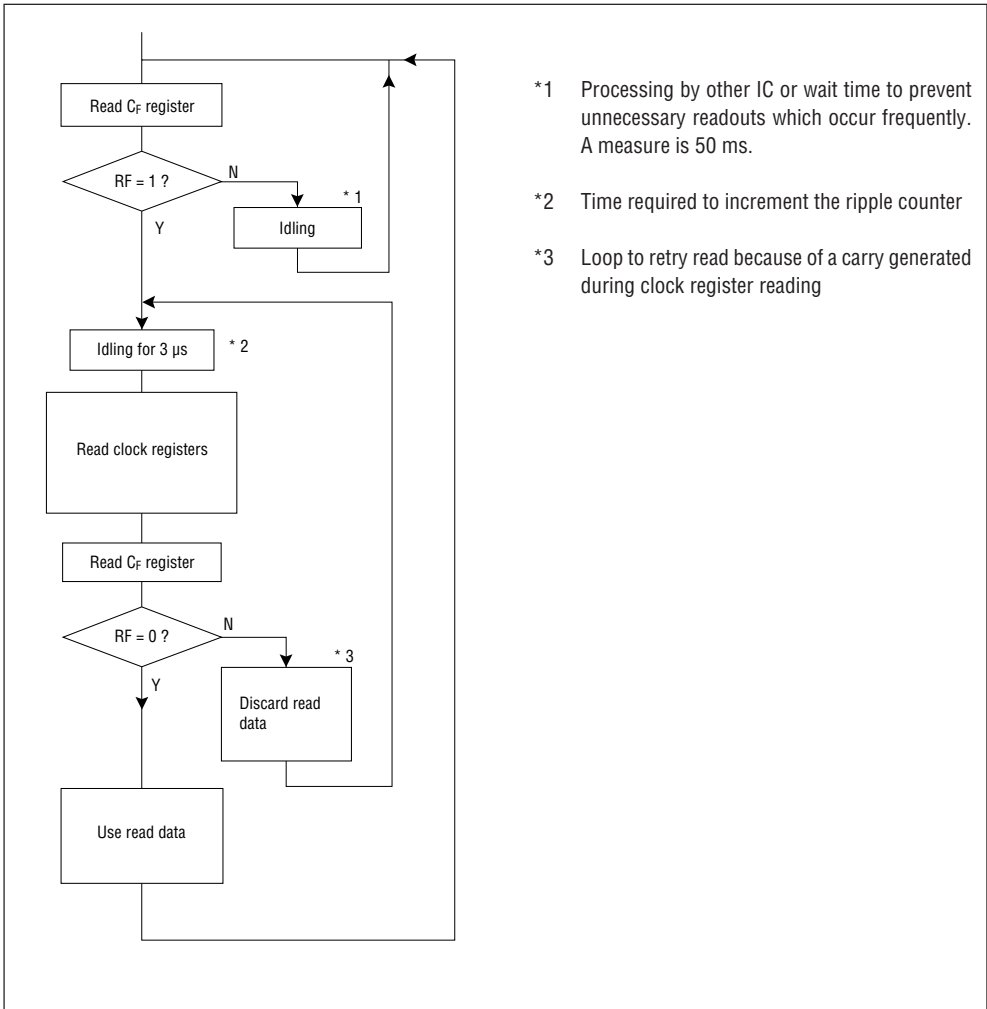 Read CF register
RF = 1 ?
N
Y
* 1
Idling
Idling for 3 µs
* 2
Read clock registers
Read CF register
RF = 0 ?
N
Y
* 3
Discard read
data
Use read data
*1 Processing by other IC or wait time to prevent
unnecessary readouts which occur frequently.
A measure is 50 ms.
*2 Time required to increment the ripple counter
*3 Loop to retry read because of a carry generated
during clock register reading